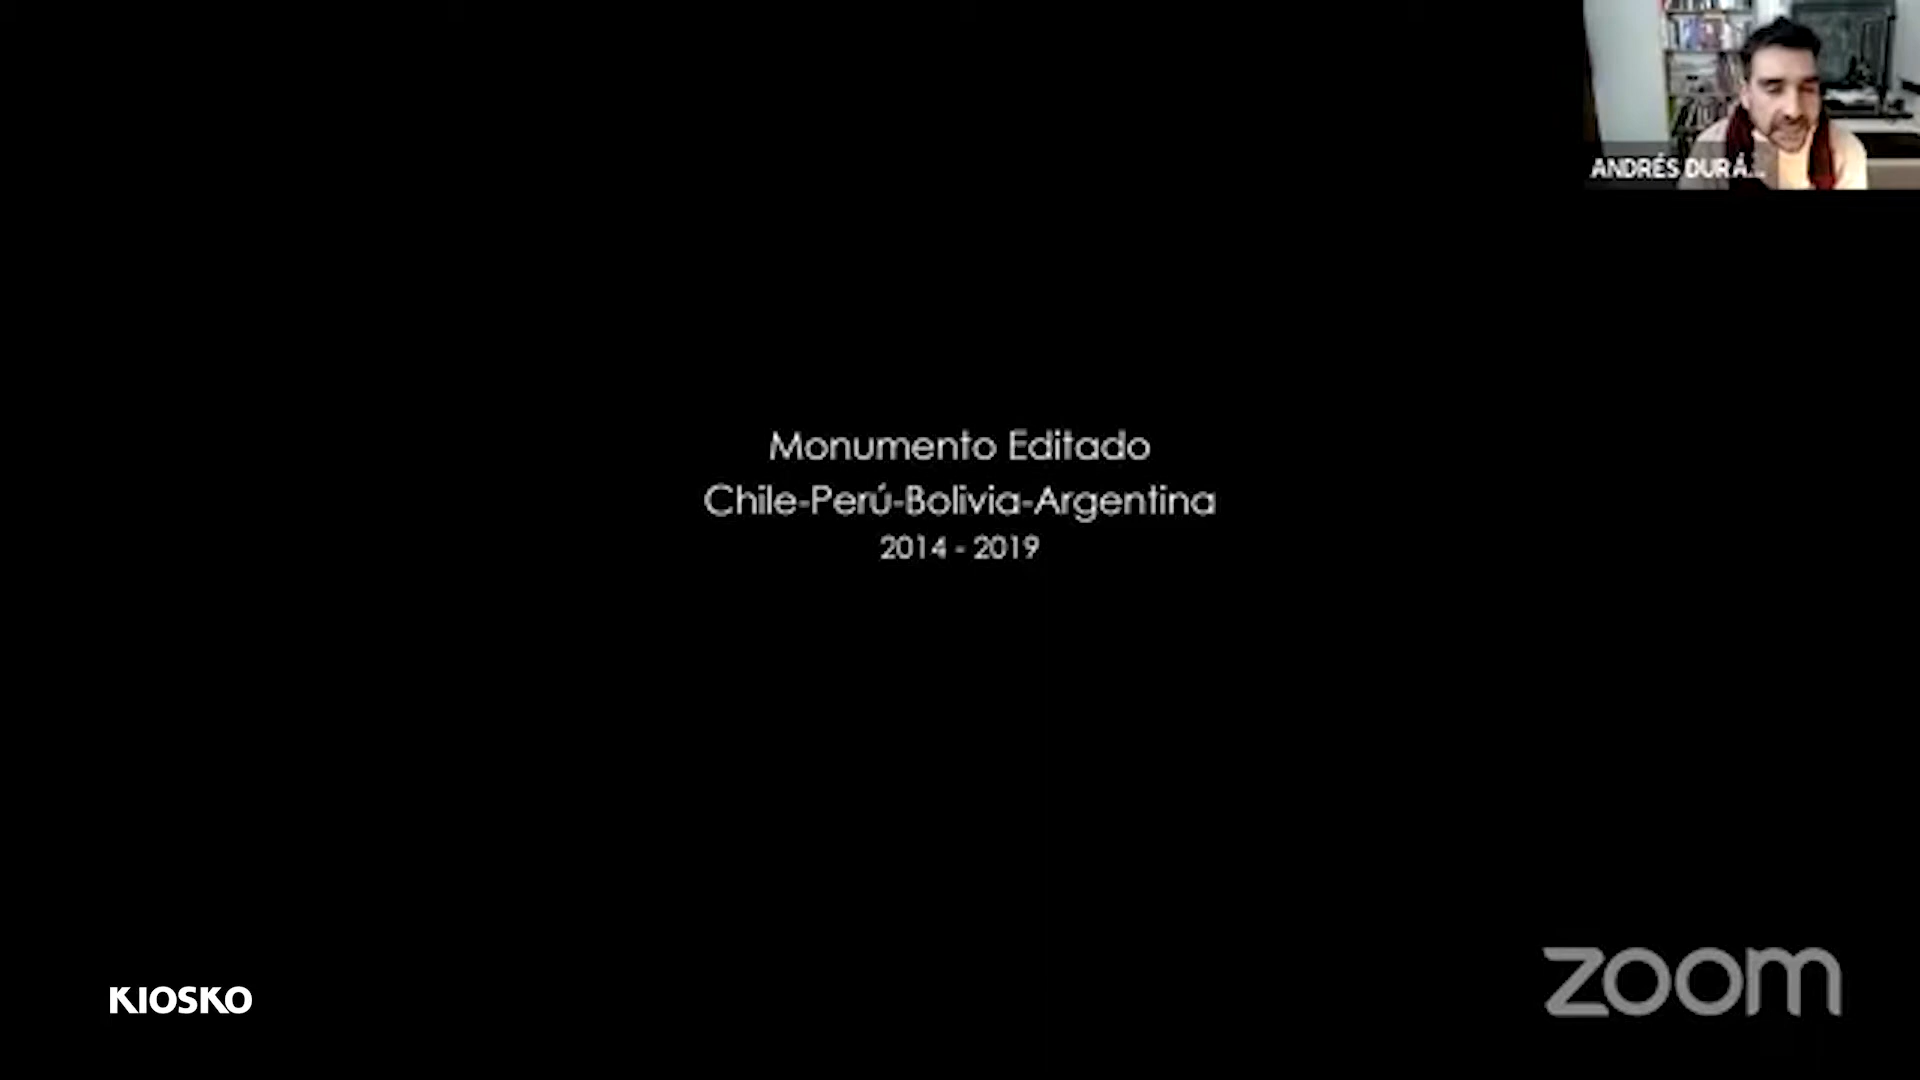 ANDRÉS DURÁ...
Monumento Editado
Chile-Perú-Bolivia-Argentina
2014 - 2019
KIOSKO
zoom